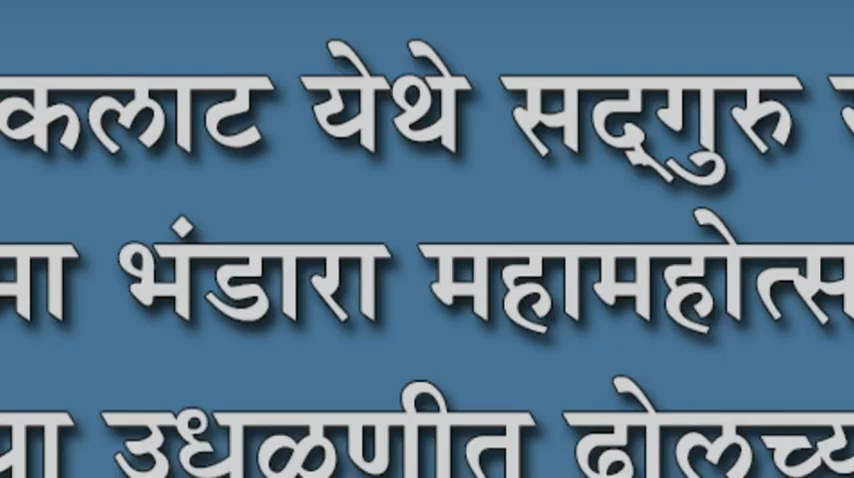 कलाट येथे सद्‌गुरु
मा भंडारा महामहोत्स
या उधळणीत ढोलच्य